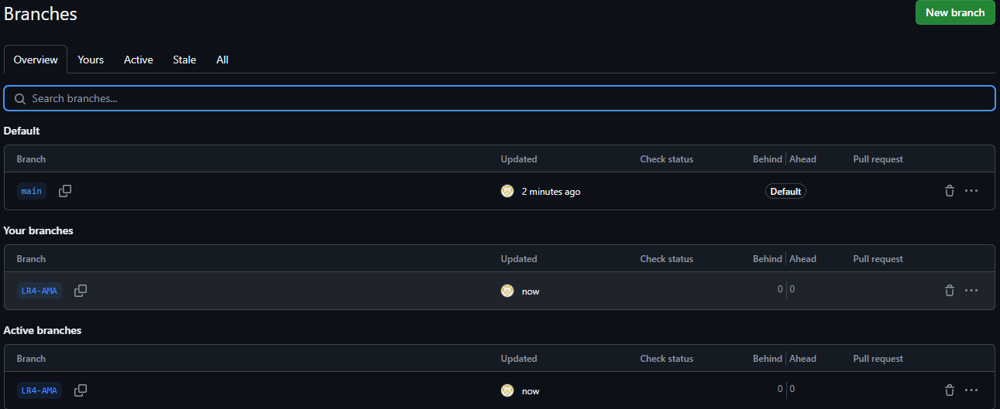 Branches
New branch
Overview Yours Active Stale All
Search branches...
Default
Branch Updated Check status Behind Ahead Pull request
main 2 minutes ago Default
Your branches
Branch Updated Check status Behind Ahead Pull request
LR4-AMA now 0 0
Active branches
Branch Updated Check status Behind Ahead Pull request
LR4-AMA now 0 0